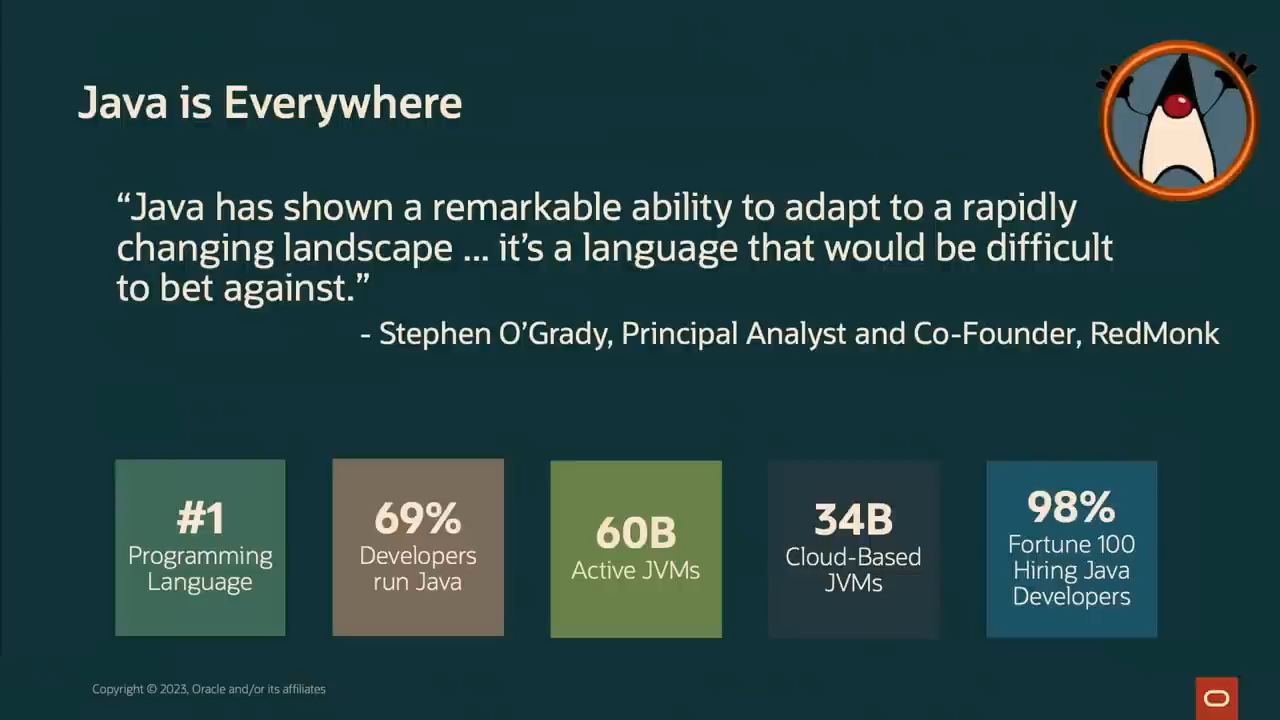 Java is Everywhere
“Java has shown a remarkable ability to adapt to a rapidly
changing landscape ... it’s a language that would be difficult
to bet against.”
- Stephen O’Grady, Principal Analyst and Co-Founder, RedMonk
#1
Programming
Language
69%
Developers
run Java
60B
Active JVMs
34B
Cloud-Based
JVMs
98%
Fortune 100
Hiring Java
Developers
Copyright © 2023, Oracle and/or its affiliates